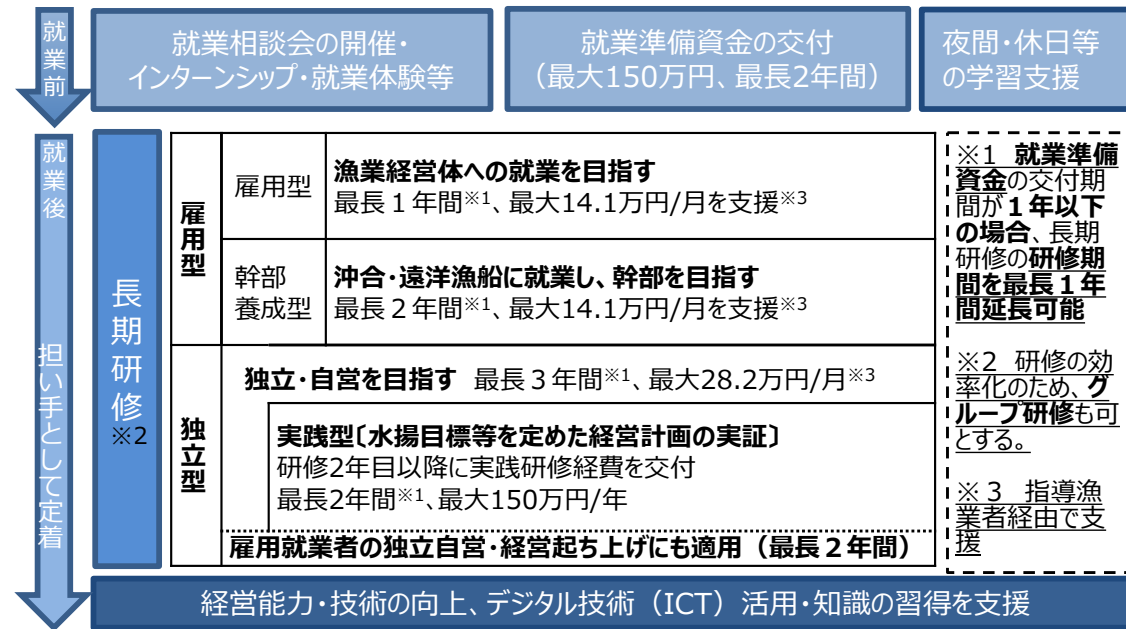 就業前
就業相談会の開催・
インターンシップ・就業体験等
就業準備資金の交付
（最大150万円、最長2年間）
夜間・休日等
の学習支援
就業後　担い手として定着
長期研修
※2
雇用型
雇用型
漁業経営体への就業を目指す
最長１年間※1、最大14.1万円/月を支援※3
幹部
養成型
沖合・遠洋漁船に就業し、幹部を目指す
最長２年間※1、最大14.1万円/月を支援※3
独立型
独立・自営を目指す 最長３年間※1、最大28.2万円/月※3
実践型〔水揚目標等を定めた経営計画の実証〕
研修2年目以降に実践研修経費を交付
最長2年間※1、最大150万円/年
雇用就業者の独立自営・経営起ち上げにも適用（最長２年間）
※１ 就業準備
資金の交付期
間が１年以下
の場合、長期
研修の研修期
間を最長１年
間延長可能
※２ 研修の効
率化のため、グ
ループ研修も可
とする。
※３ 指導漁
業者経由で支
援
経営能力・技術の向上、デジタル技術（ICT）活用・知識の習得を支援